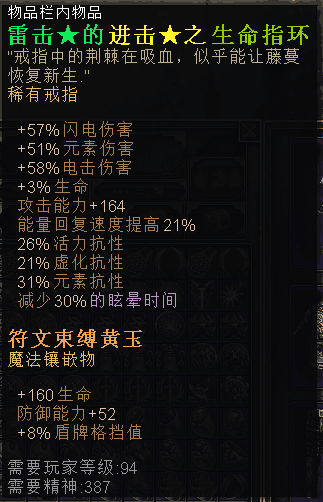 物品栏内物品
雷击★的 进击★之 生命指环
"戒指中的荆棘在吸血，似乎能让藤蔓
恢复新生."
稀有戒指
+57%闪电伤害
+51%元素伤害
+58%电击伤害
+3%生命
攻击能力+164
能量回复速度提高21%
26%活力抗性
21%虚化抗性
31%元素抗性
减少30%的眩晕时间
符文束缚黄玉
魔法镶嵌物
+160生命
防御能力+52
+8%盾牌格挡值
需要玩家等级:94
需要精神:387